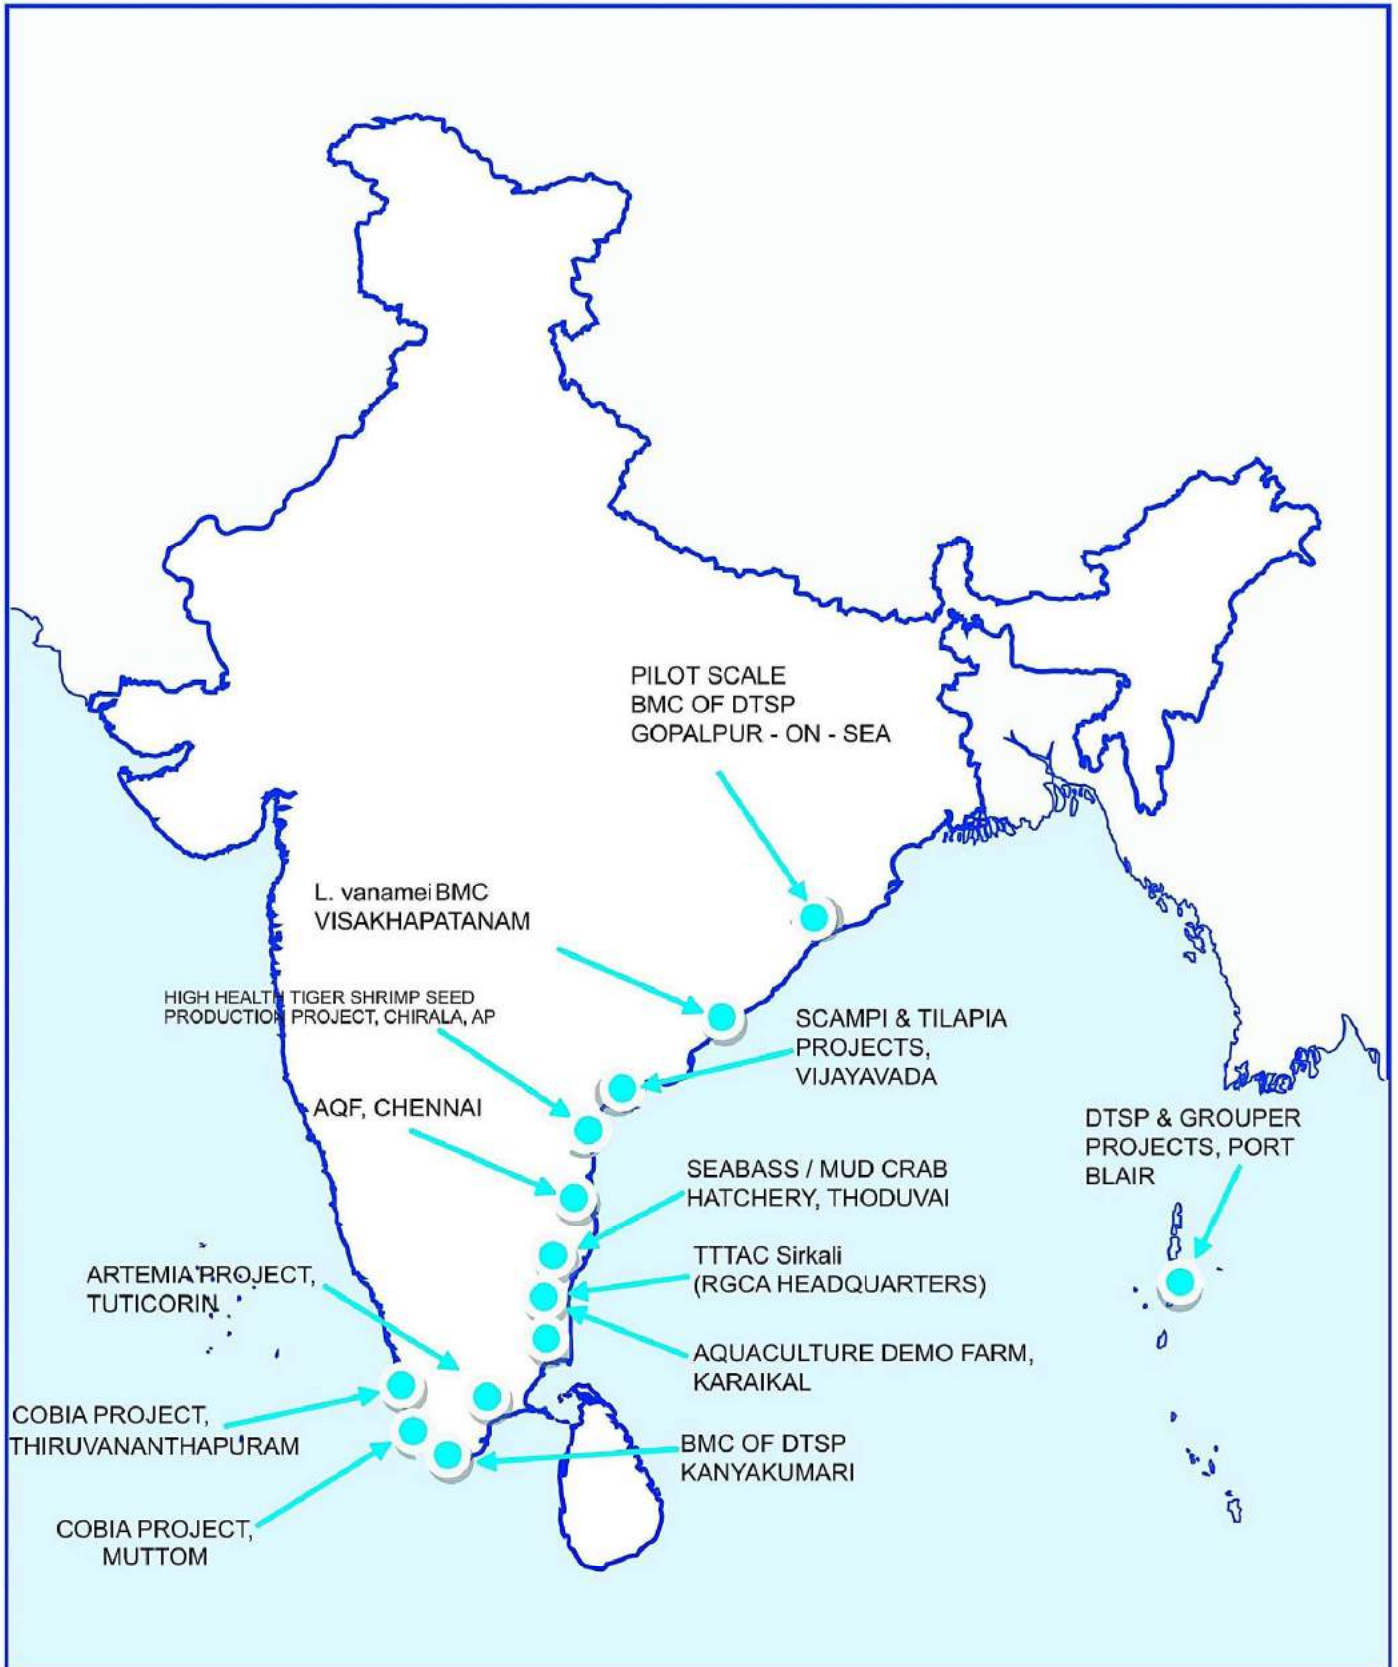 PILOT SCALE
BMC OF DTSP
GOPALPUR - ON - SEA
L. vanamei BMC
VISAKHAPATANAM
HIGH HEALTH TIGER SHRIMP SEED
PRODUCTION PROJECT, CHIRALA, AP
SCAMPI & TILAPIA
PROJECTS,
VIJAYAVADA
AQF, CHENNAI
DTSP & GROUPER
PROJECTS, PORT
BLAIR
SEABASS / MUD CRAB
HATCHERY, THODUVAI
TTTAC Sirkali
(RGCA HEADQUARTERS)
ARTEMIA PROJECT,
TUTICORIN
AQUACULTURE DEMO FARM,
KARAIKAL
COBIA PROJECT,
THIRUVANANTHAPURAM
BMC OF DTSP
KANYAKUMARI
COBIA PROJECT,
MUTTOM